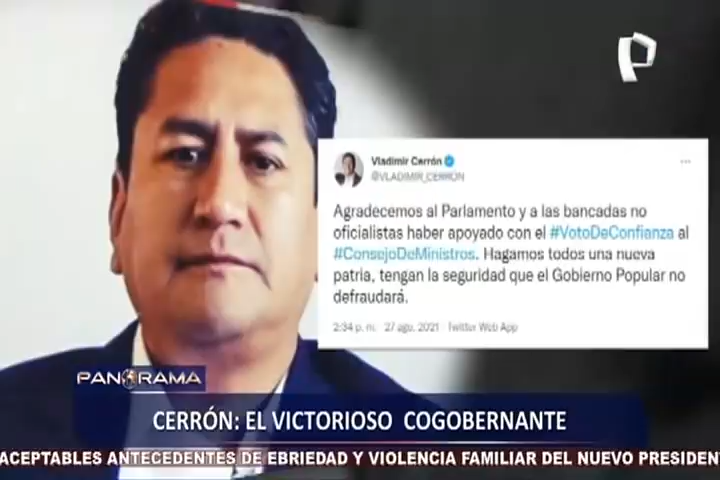 Vladimir Cerrón
@VLADIMIR_CERRON
Agradecemos al Parlamento y a las bancadas no
oficialistas haber apoyado con el #VotoDeConfianza al
#ConsejoDeMinistros. Hagamos todos una nueva
patria, tengan la seguridad que el Gobierno Popular no
defraudará.
2:34 p. m. · 27 ago. 2021 · Twitter Web App
PANORAMA
CERRÓN: EL VICTORIOSO COGOBERNANTE
ACEPTABLES ANTECEDENTES DE EBRIEDAD Y VIOLENCIA FAMILIAR DEL NUEVO PRESIDEN